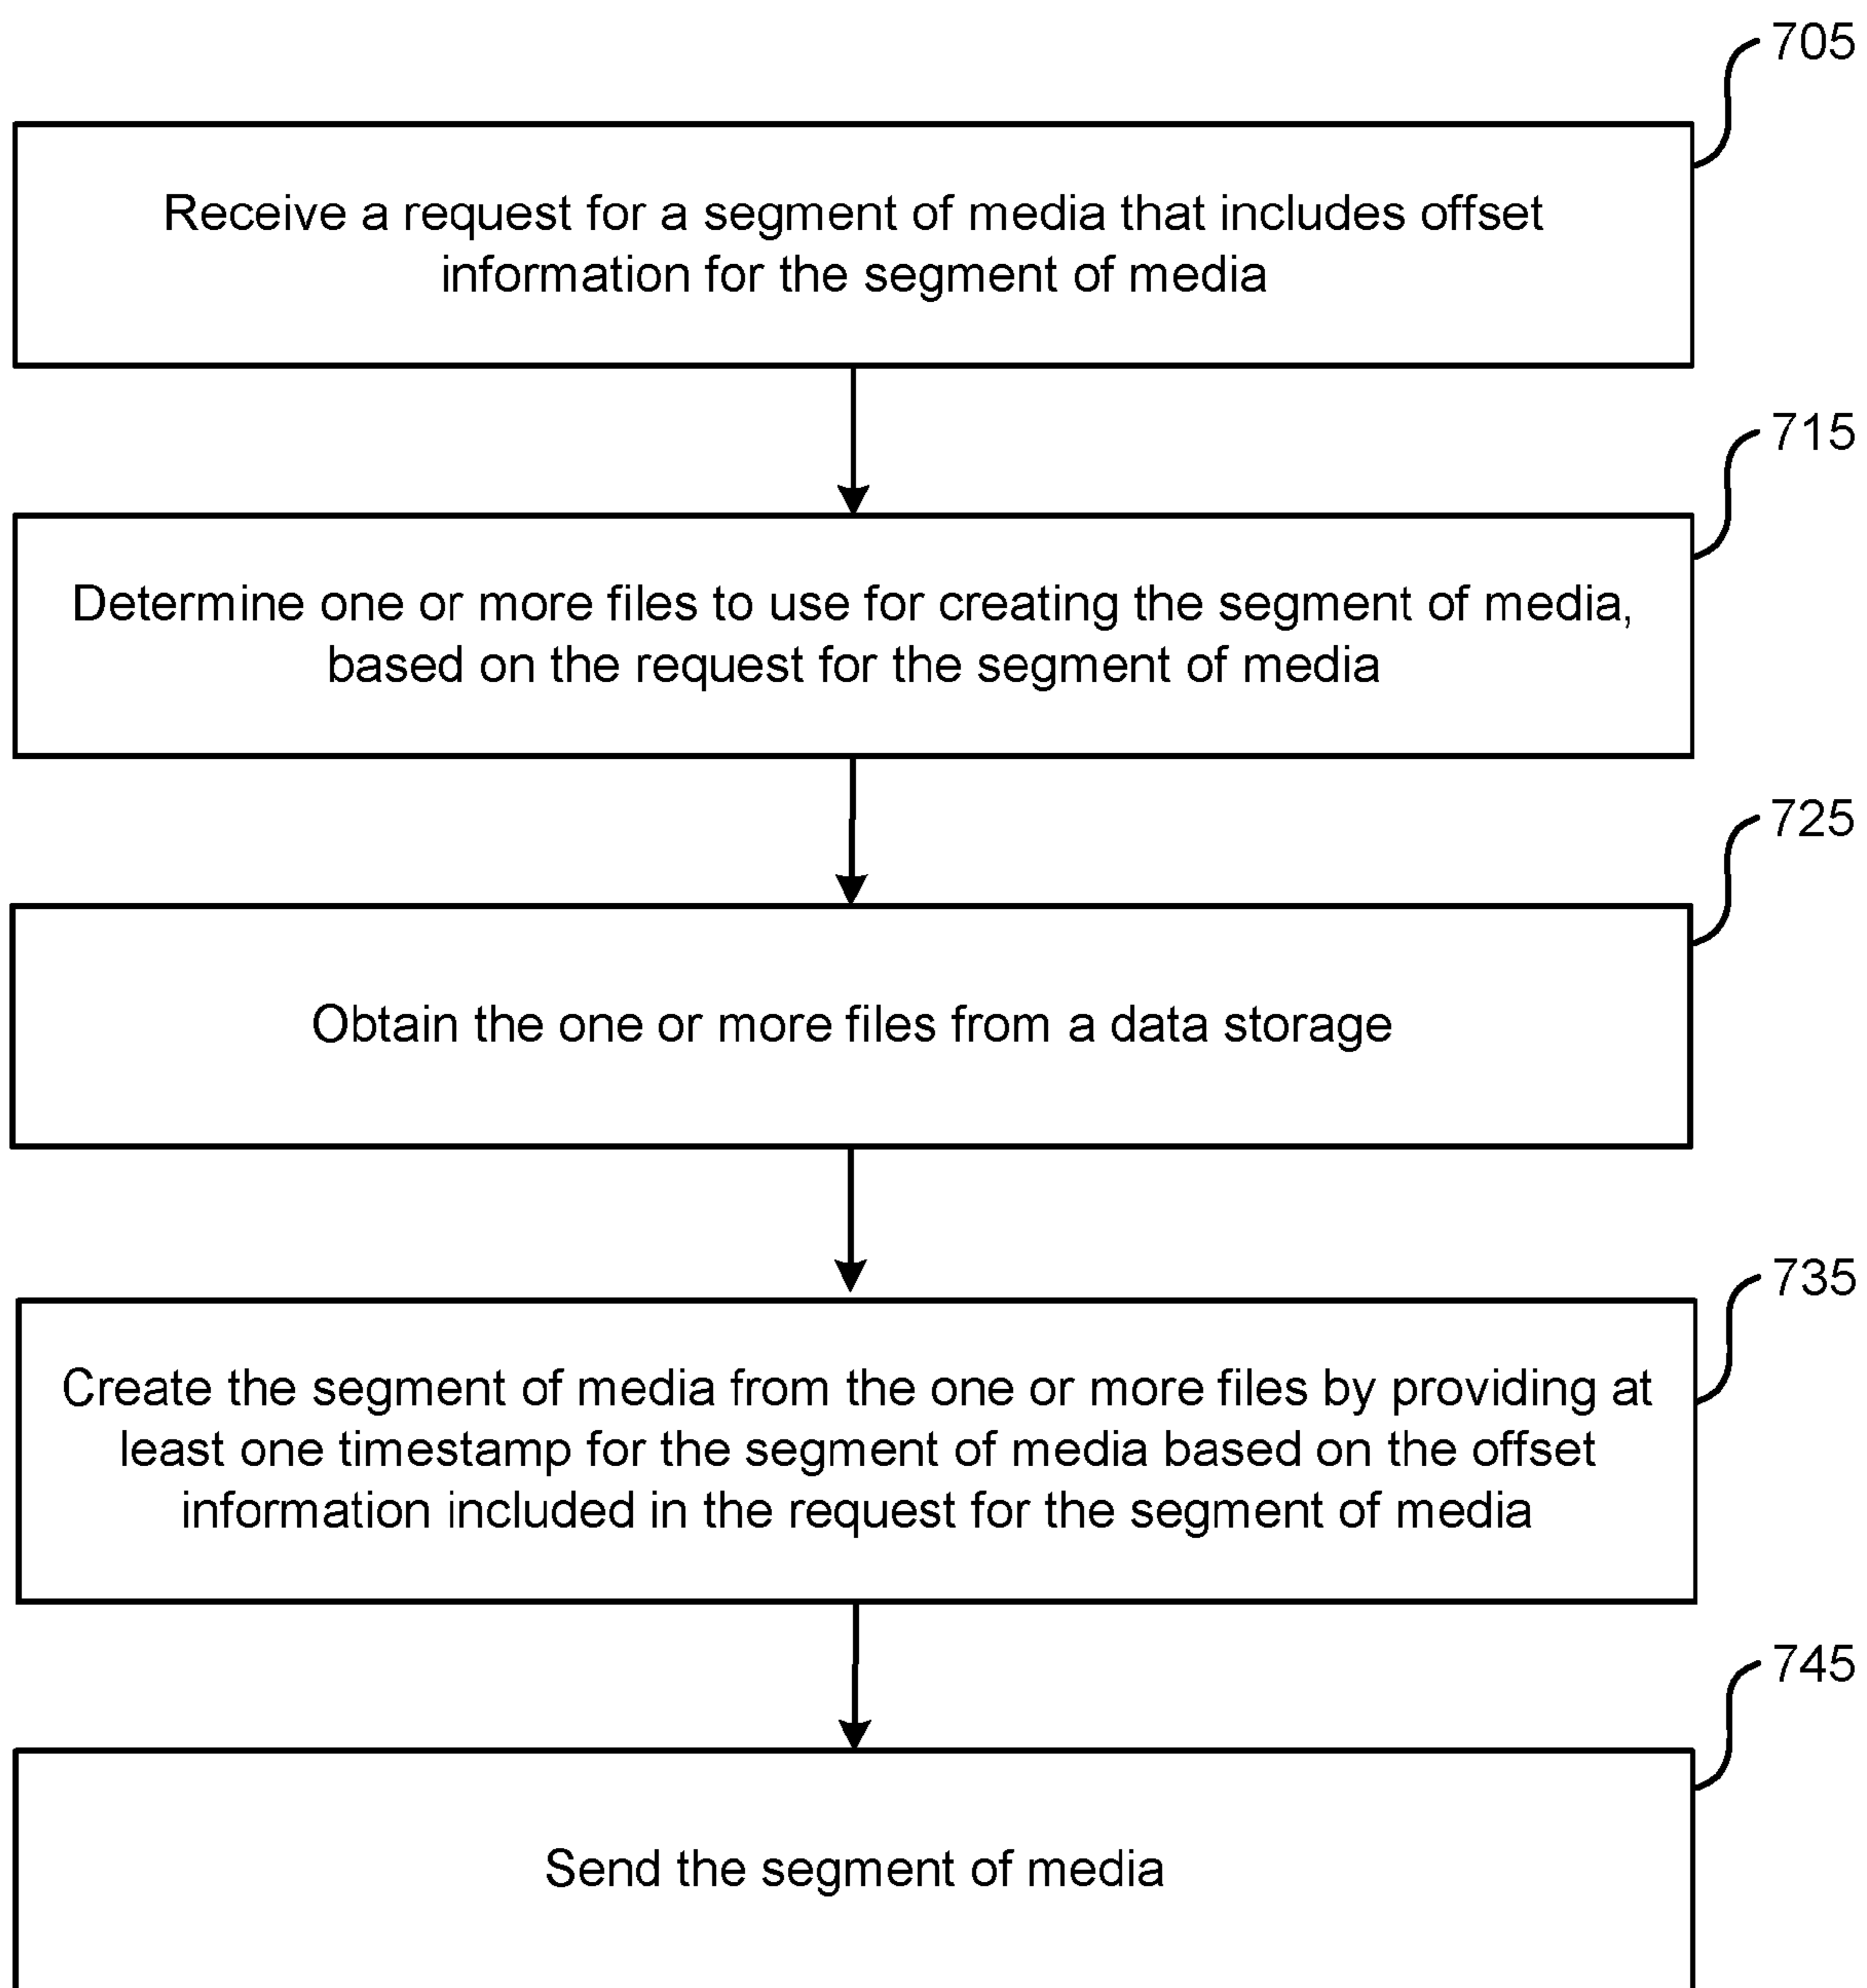 705
Receive a request for a segment of media that includes offset
information for the segment of media
715
Determine one or more files to use for creating the segment of media,
based on the request for the segment of media
725
Obtain the one or more files from a data storage
735
Create the segment of media from the one or more files by providing at
least one timestamp for the segment of media based on the offset
information included in the request for the segment of media
745
Send the segment of media